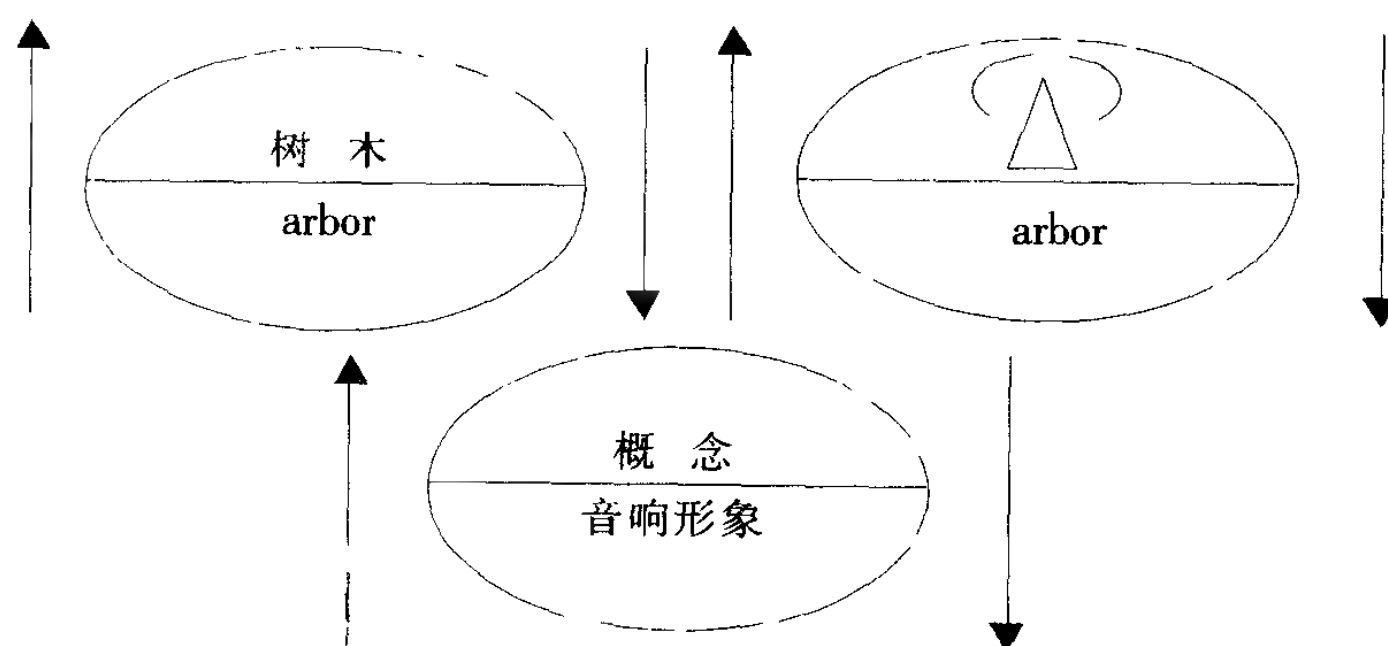 树 木
arbor
arbor
概 念
音响形象